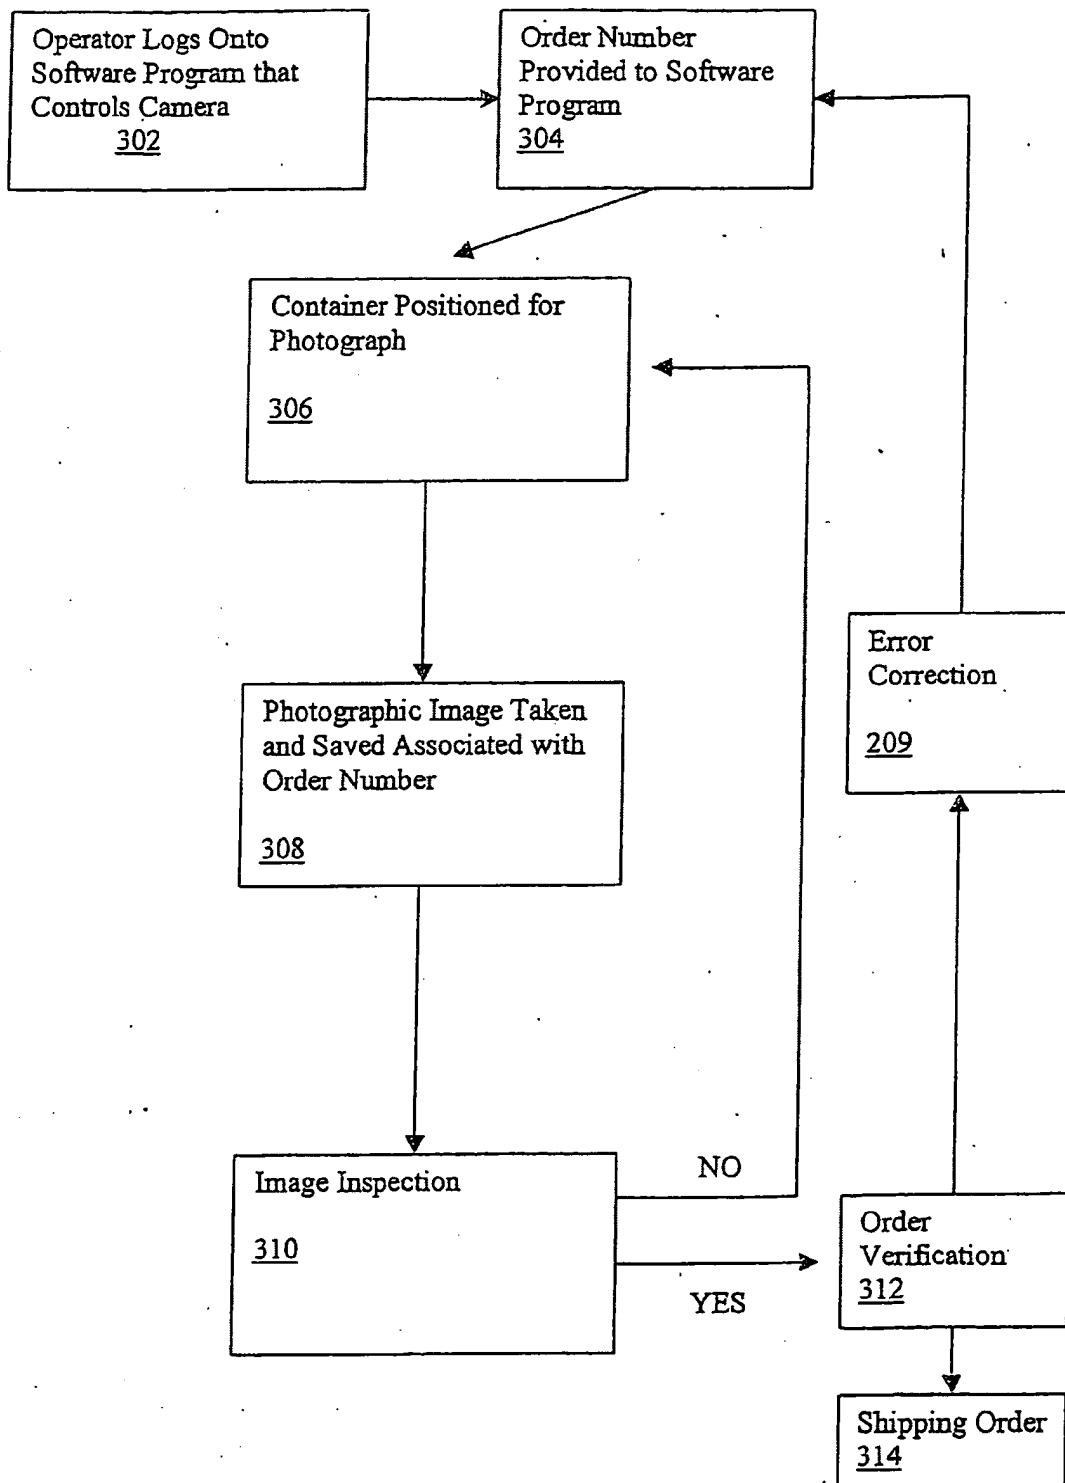 Operator Logs Onto
Software Program that
Controls Camera
302
Order Number
Provided to Software
Program
304
Container Positioned for
Photograph
306
Photographic Image Taken
and Saved Associated with
Order Number
308
Error
Correction
209
Image Inspection
310
NO
YES
Order
Verification
312
Shipping Order
314